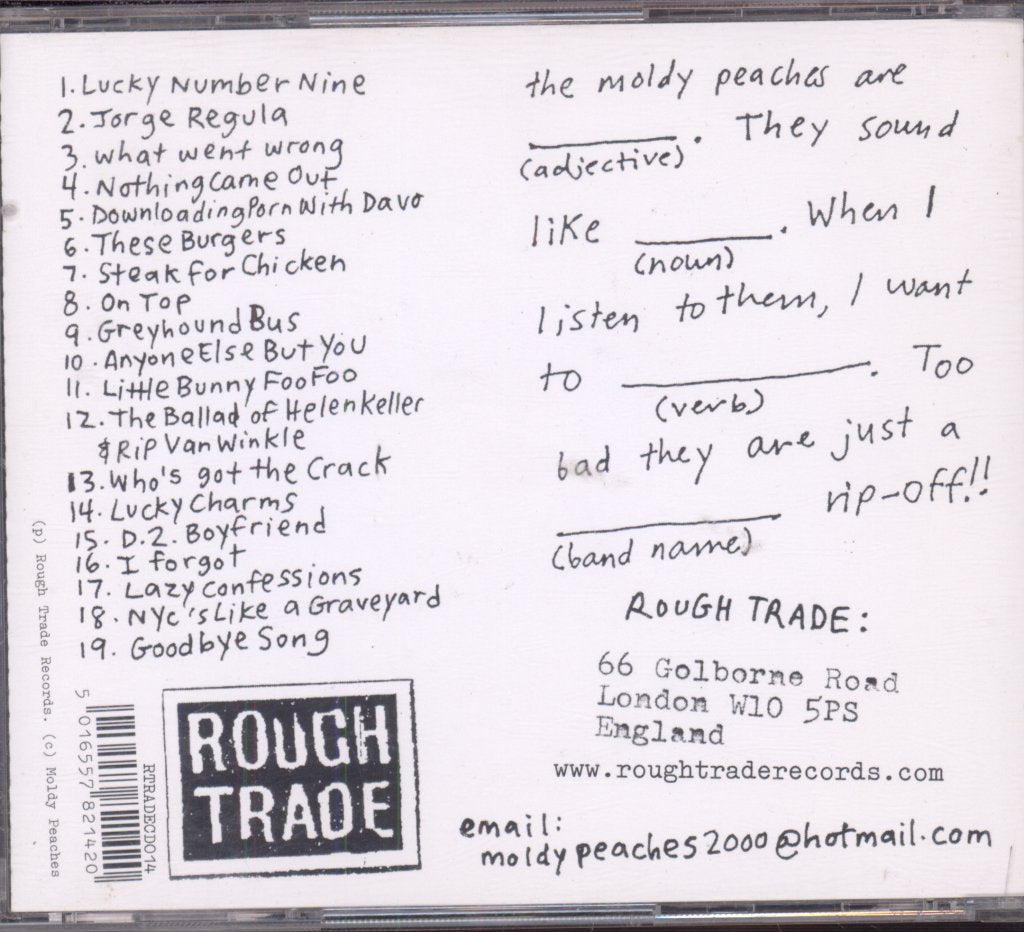 1. Lucky Number Nine
2. Jorge Regula
3. what went wrong
4. Nothing Came Out
5. Downloading Porn With Davo
6. These Burgers
7. Steak for Chicken
8. On Top
9. Greyhound Bus
10. Anyone Else But You
11. Little Bunny Foo Foo
12. The Ballad of Helen Keller
& Rip Van Winkle
13. Who's got the Crack
14. Lucky Charms
15. D.2. Boyfriend
16. I forgot
17. Lazy confessions
18. NYC's Like a Graveyard
19. Goodbye Song
the moldy peaches are
__________. They sound
(adjective)
like __________. When I
(noun)
listen to them, I want
to __________. Too
(verb)
bad they are just a
__________ rip-off!!
(band name)
ROUGH TRADE:
66 Golborne Road
London W10 5PS
England
www.roughtraderecords.com
email:
moldypeaches2000@hotmail.com
ROUGH
TRADE
RTRADECD014
5 016557 821420
(p) Rough Trade Records. (c) Moldy Peaches